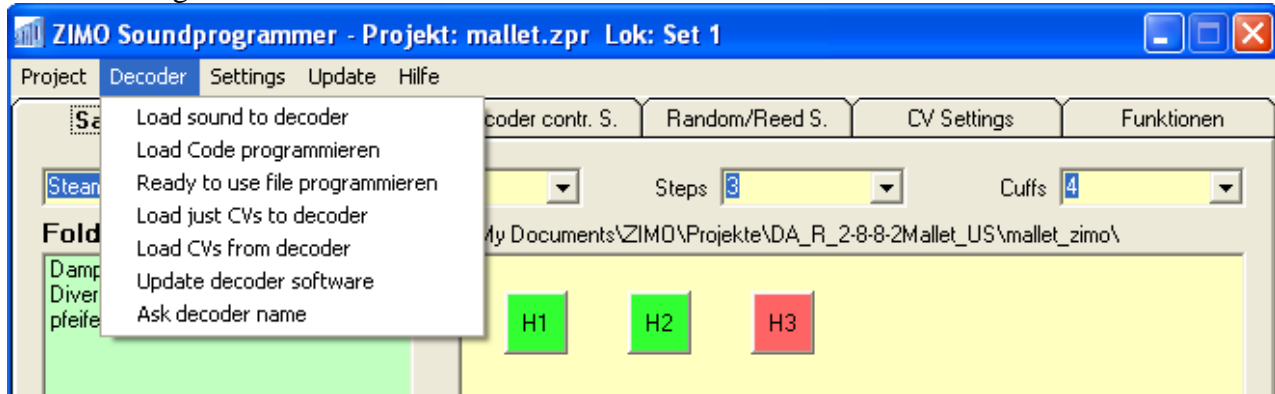 ZIMO Soundprogrammer - Projekt: mallet.zpr Lok: Set 1
Project Decoder Settings Update Hilfe
Sa coder contr. S. Random/Reed S. CV Settings Funktionen
Load sound to decoder
Load Code programmieren
Ready to use file programmieren
Load just CVs to decoder
Load CVs from decoder
Update decoder software
Ask decoder name
Stean Steps 3 Cuffs 4
Fold My Documents\ZIMO\Projekte\DA_R_2-8-8-2Mallet_US\mallet_zimo\
Damp
Diver
pfeife
H1 H2 H3